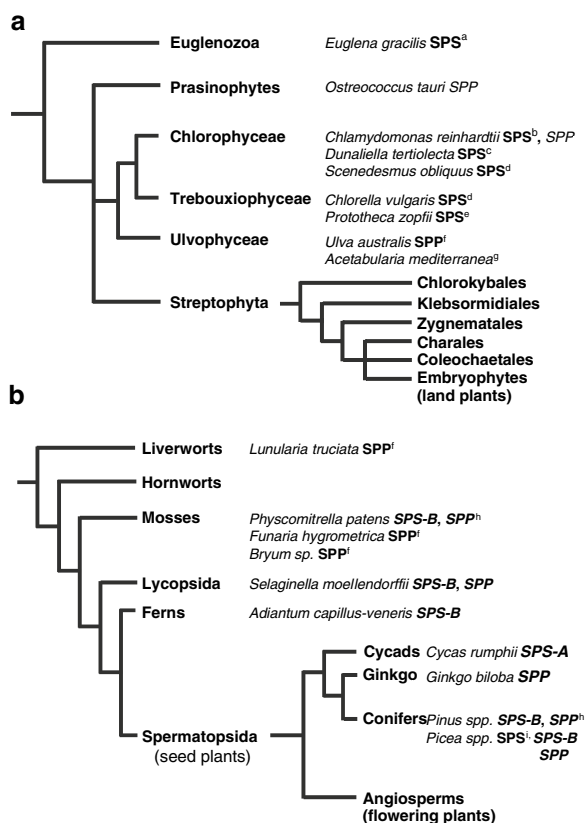 a
Euglenozoa Euglena gracilis SPSa
Prasinophytes Ostreococcus tauri SPP
Chlorophyceae Chlamydomonas reinhardtii SPSb, SPP
Dunaliella tertiolecta SPSc
Scenedesmus obliquus SPSd
Trebouxiophyceae Chlorella vulgaris SPSd
Prototheca zopfii SPSe
Ulvophyceae Ulva australis SPPf
Acetabularia mediterraneag
Chlorokybales
Streptophyta Klebsormidiales
Zygnematales
Charales
Coleochaetales
Embryophytes
(land plants)
b
Liverworts Lunularia truciata SPPf
Hornworts
Mosses Physcomitrella patens SPS-B, SPPh
Funaria hygrometrica SPPf
Bryum sp. SPPf
Lycopsida Selaginella moellendorffii SPS-B, SPP
Ferns Adiantum capillus-veneris SPS-B
Cycads Cycas rumphii SPS-A
Ginkgo Ginkgo biloba SPP
Conifers Pinus spp. SPS-B, SPPh
Spermatopsida Picea spp. SPSi, SPS-B
(seed plants) SPP
Angiosperms
(flowering plants)